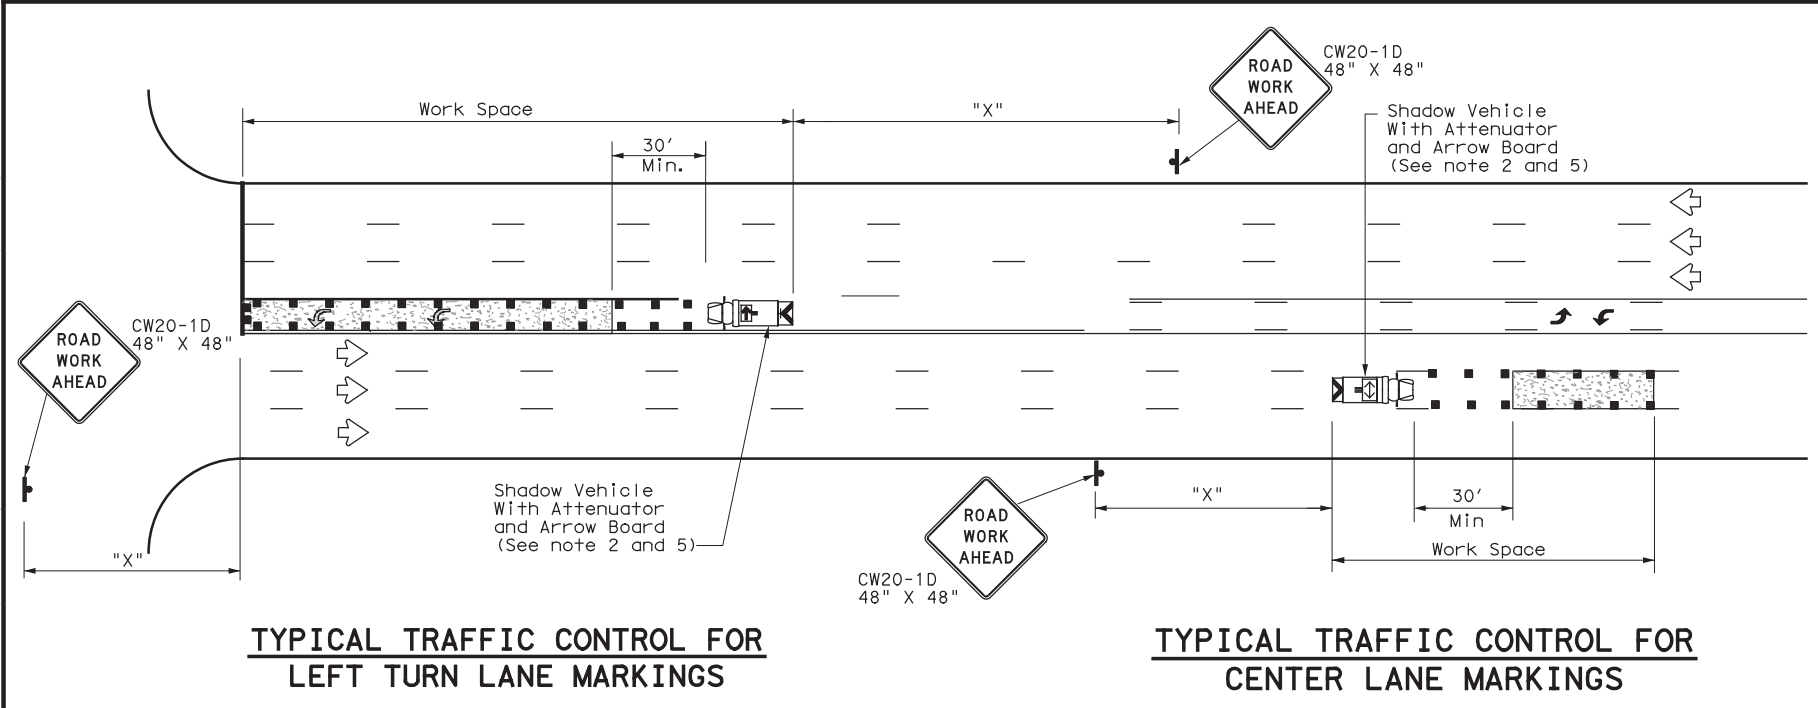 Work Space
"X"
30'
Min.
ROAD
WORK
AHEAD
CW20-1D
48" X 48"
Shadow Vehicle
With Attenuator
and Arrow Board
(See note 2 and 5)
ROAD
WORK
AHEAD
CW20-1D
48" X 48"
"X"
Shadow Vehicle
With Attenuator
and Arrow Board
(See note 2 and 5)
ROAD
WORK
AHEAD
CW20-1D
48" X 48"
"X"
30'
Min
Work Space
TYPICAL TRAFFIC CONTROL FOR
LEFT TURN LANE MARKINGS
TYPICAL TRAFFIC CONTROL FOR
CENTER LANE MARKINGS